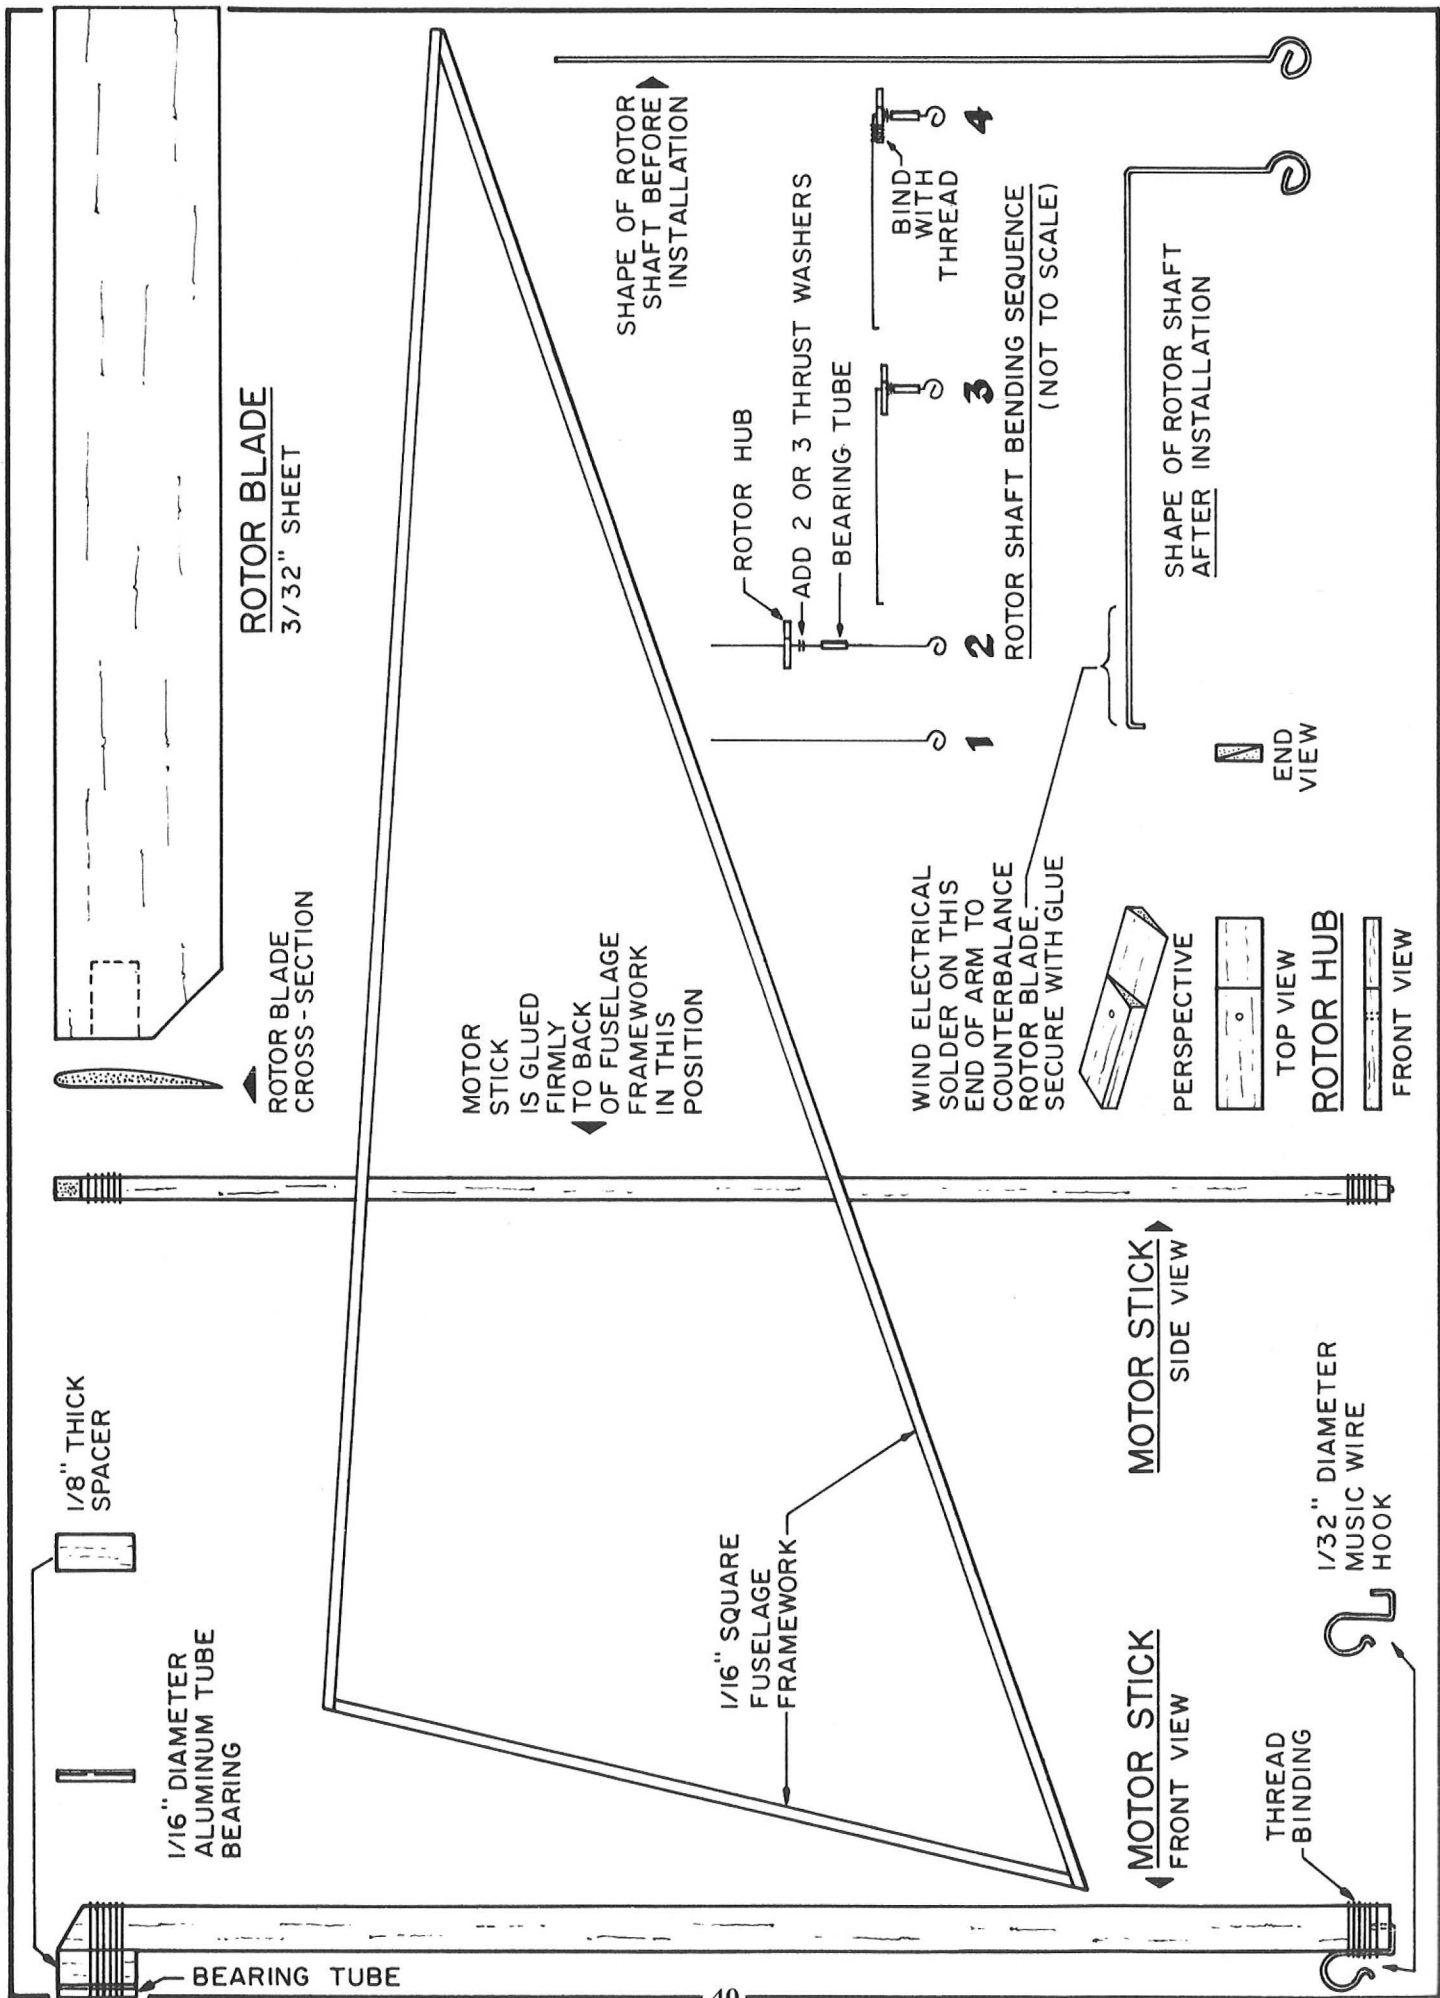 ROTOR BLADE
3/32" SHEET
ROTOR BLADE
CROSS-SECTION
1/8" THICK
SPACER
1/16" DIAMETER
ALUMINUM TUBE
BEARING
BEARING TUBE
MOTOR
STICK
IS GLUED
FIRMLY
TO BACK
OF FUSELAGE
FRAMEWORK
IN THIS
POSITION
1/16" SQUARE
FUSELAGE
FRAMEWORK
SHAPE OF ROTOR
SHAFT BEFORE
INSTALLATION
ROTOR HUB
ADD 2 OR 3 THRUST WASHERS
BEARING TUBE
BIND
WITH
THREAD
1
2
3
4
ROTOR SHAFT BENDING SEQUENCE
(NOT TO SCALE)
WIND ELECTRICAL
SOLDER ON THIS
END OF ARM TO
COUNTERBALANCE
ROTOR BLADE.
SECURE WITH GLUE
SHAPE OF ROTOR SHAFT
AFTER INSTALLATION
PERSPECTIVE
END
VIEW
TOP VIEW
ROTOR HUB
FRONT VIEW
MOTOR STICK
SIDE VIEW
MOTOR STICK
FRONT VIEW
THREAD
BINDING
1/32" DIAMETER
MUSIC WIRE
HOOK
40